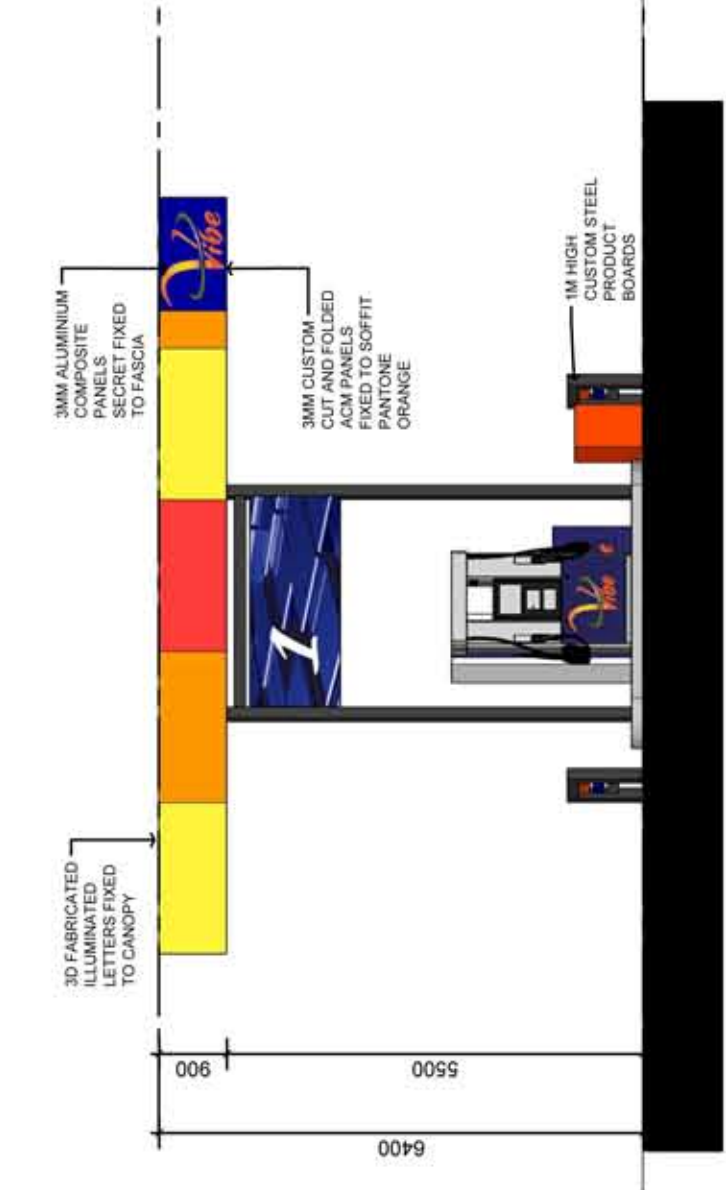 3D FABRICATED
ILLUMINATED
LETTERS FIXED
TO CANOPY
3MM ALUMINIUM
COMPOSITE
PANELS
SECRET FIXED
TO FASCIA
Vibe
3MM CUSTOM
CUT AND FOLDED
ACM PANELS
FIXED TO SOFFIT
PANTONE
ORANGE
1
Vibe
1M HIGH
CUSTOM STEEL
PRODUCT
BOARDS
900
5500
6400